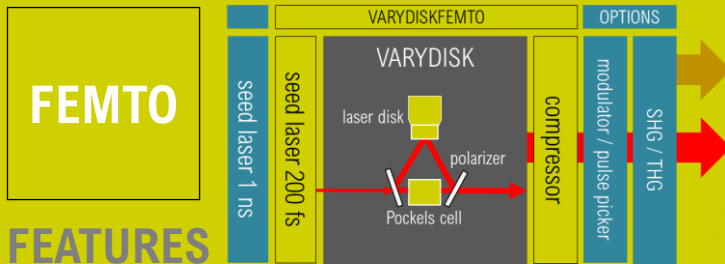 FEMTO
FEATURES
VARYDISKFEMTO
OPTIONS
seed laser 1 ns
seed laser 200 fs
VARYDISK
laser disk
polarizer
Pockels cell
compressor
modulator / pulse picker
SHG / THG